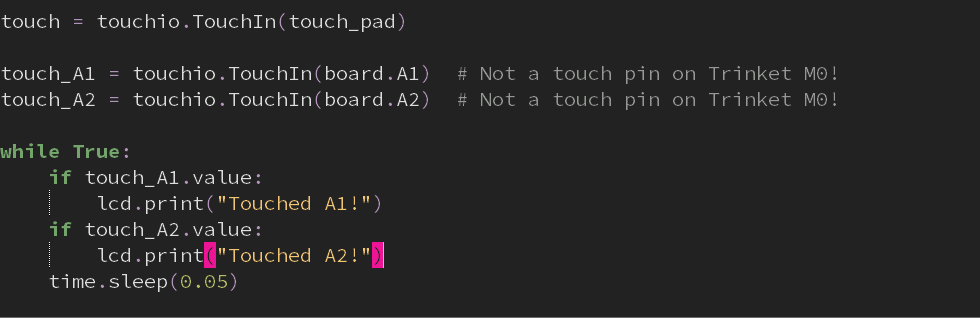 touch = touchio.TouchIn(touch_pad)
touch_A1 = touchio.TouchIn(board.A1)  # Not a touch pin on Trinket M0!
touch_A2 = touchio.TouchIn(board.A2)  # Not a touch pin on Trinket M0!
while True:
    if touch_A1.value:
        lcd.print("Touched A1!")
    if touch_A2.value:
        lcd.print("Touched A2!")
    time.sleep(0.05)